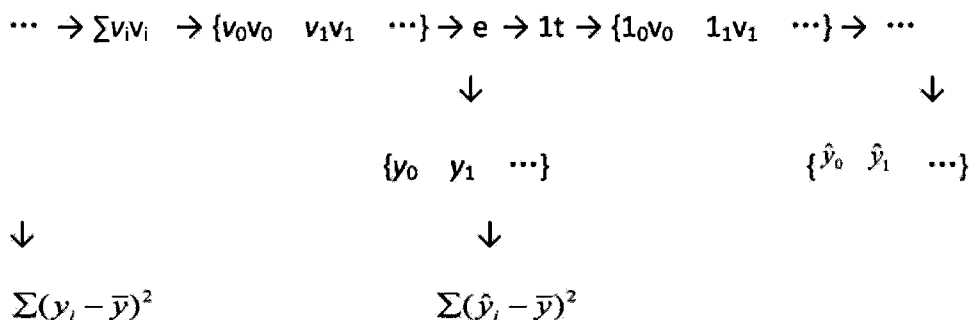 ··· → ∑vᵢvᵢ → {v₀v₀ v₁v₁ ···} → e → 1t → {1₀v₀ 1₁v₁ ···} → ···
↓ ↓
{y₀ y₁ ···} {ŷ₀ ŷ₁ ···}
↓ ↓
∑(yᵢ − ȳ)² ∑(ŷᵢ − ȳ)²